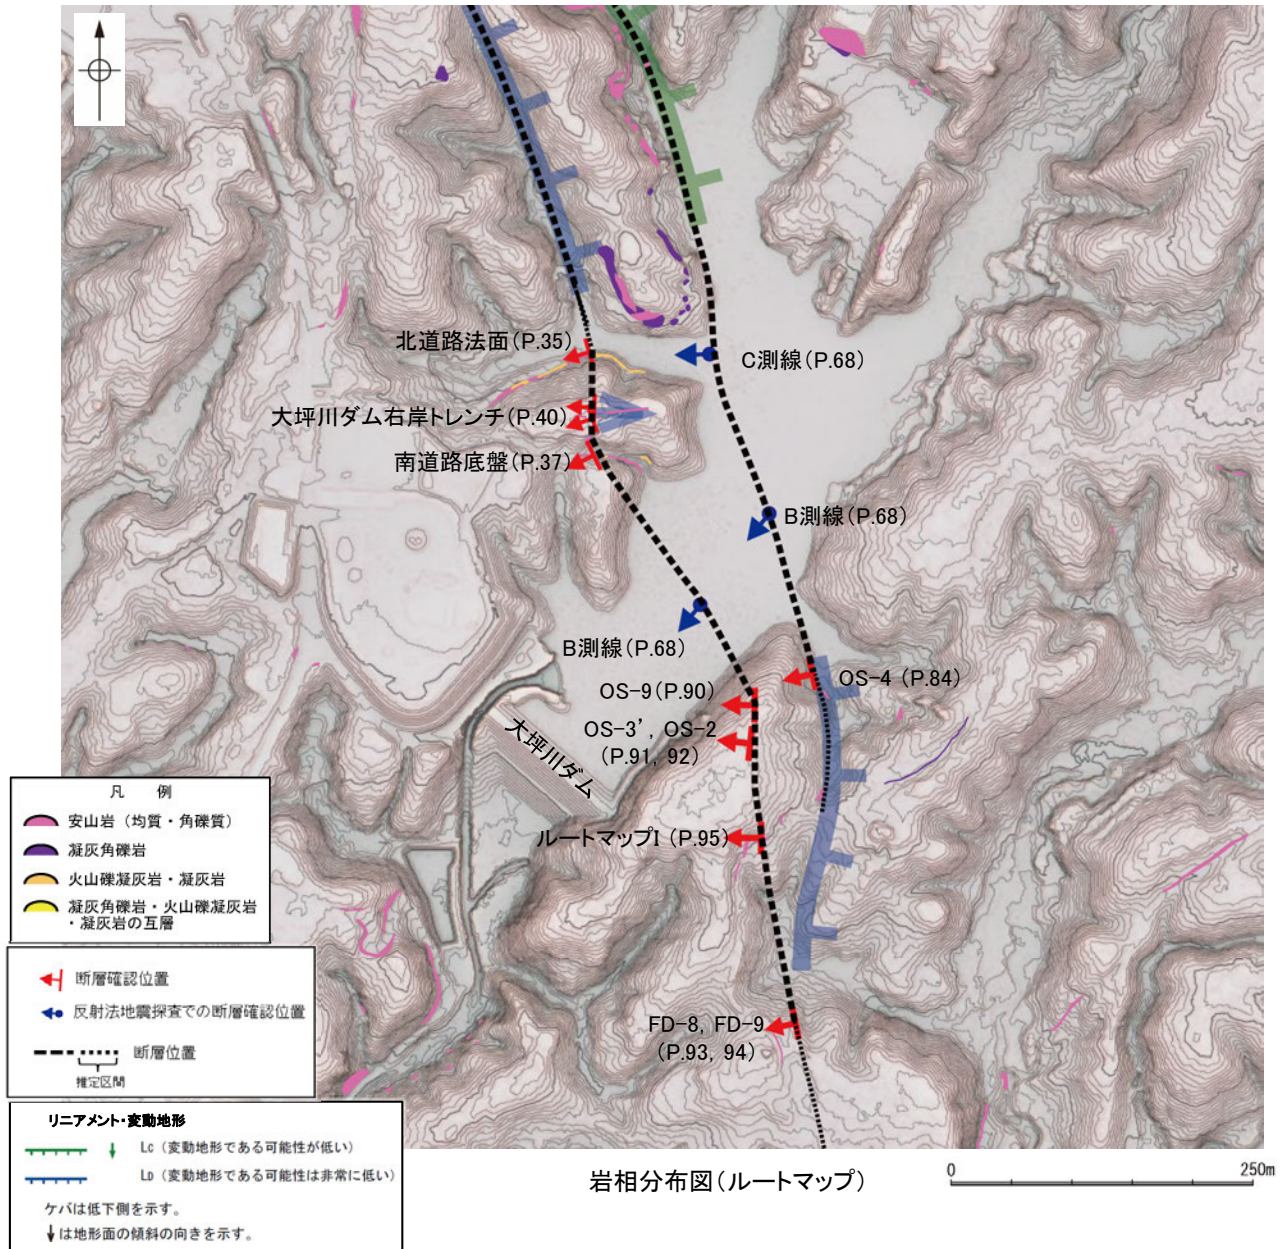 北道路法面(P.35)
C測線(P.68)
大坪川ダム右岸トレンチ(P.40)
南道路底盤(P.37)
B測線(P.68)
B測線(P.68)
OS-9(P.90)
OS-4 (P.84)
OS-3’, OS-2
(P.91, 92)
大坪川ダム
ルートマップI (P.95)
FD-8, FD-9
(P.93, 94)
凡 例
安山岩 (均質・角礫質)
凝灰角礫岩
火山礫凝灰岩・凝灰岩
凝灰角礫岩・火山礫凝灰岩
・凝灰岩の互層
断層確認位置
反射法地震探査での断層確認位置
断層位置
推定区間
リニアメント・変動地形
Lc (変動地形である可能性が低い)
LD (変動地形である可能性は非常に低い)
ケバは低下側を示す。
↓は地形面の傾斜の向きを示す。
岩相分布図(ルートマップ)
0 250m